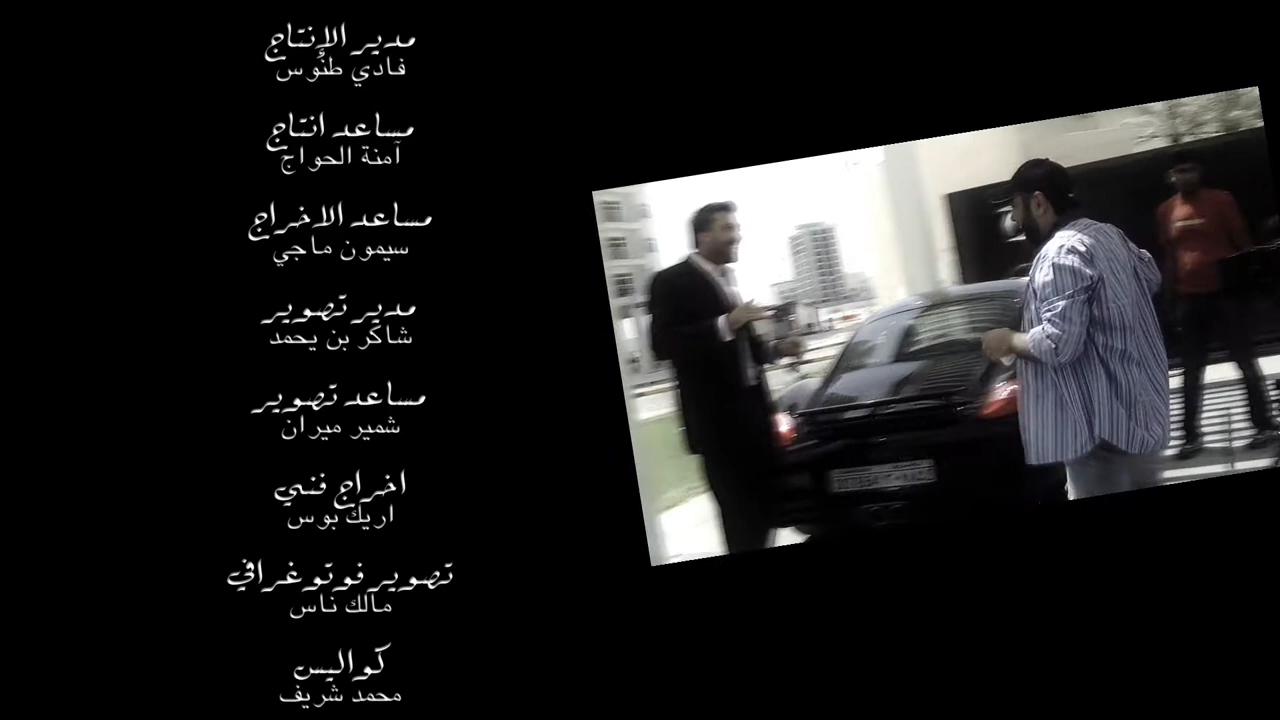 مدير الإنتاج
فادي طنوس
مساعد انتاج
آمنة الحواج
مساعد الاخراج
سيمون ماجي
مدير تصوير
شاكر بن يحمد
مساعد تصوير
شمير ميران
اخراج فني
اريك بوس
تصوير فوتوغرافي
مالك ناس
كواليس
محمد شريف